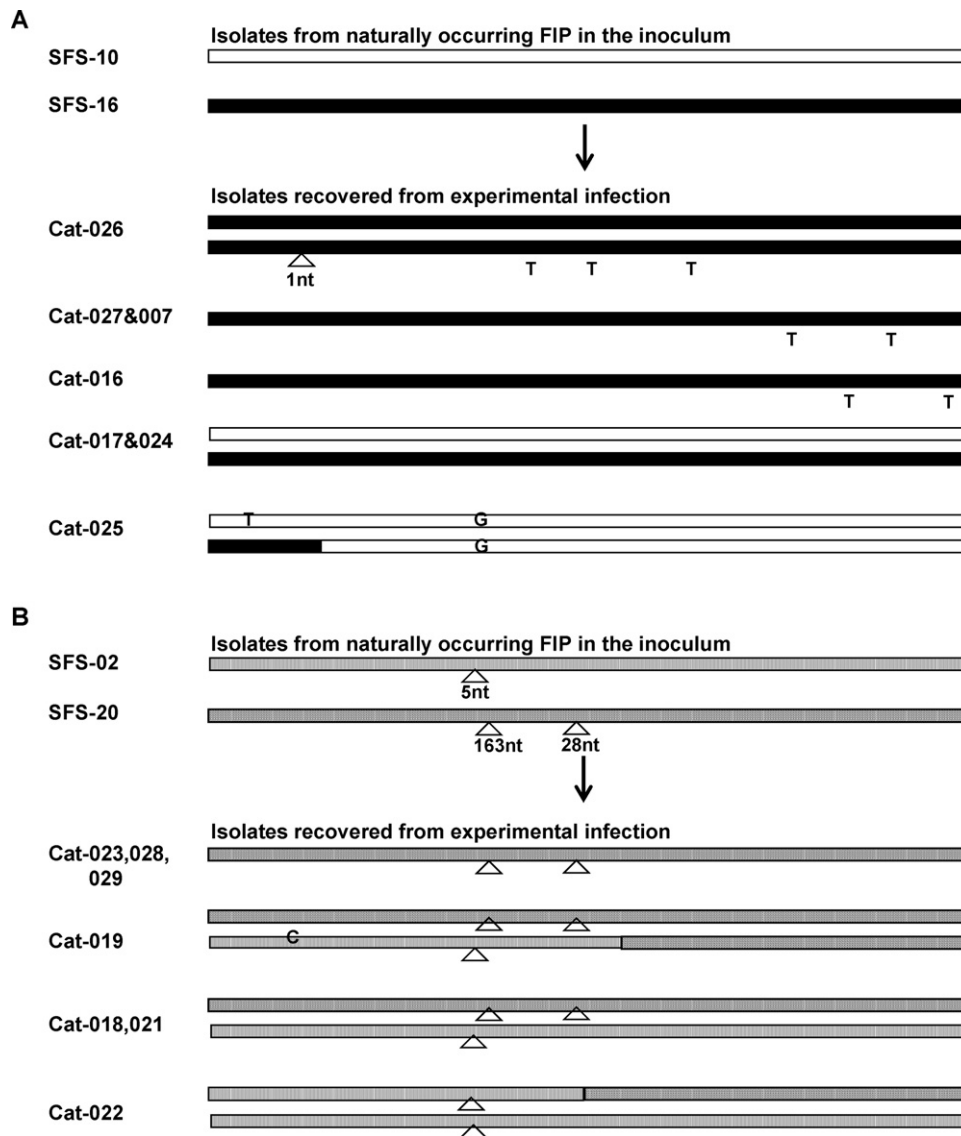 A
Isolates from naturally occurring FIP in the inoculum
SFS-10
SFS-16
Isolates recovered from experimental infection
Cat-026
1nt T T T
Cat-027&007
T T
Cat-016
T T
Cat-017&024
Cat-025
T G
G
B
Isolates from naturally occurring FIP in the inoculum
SFS-02
5nt
SFS-20
163nt 28nt
Isolates recovered from experimental infection
Cat-023,028,
029
Cat-019
C
Cat-018,021
Cat-022